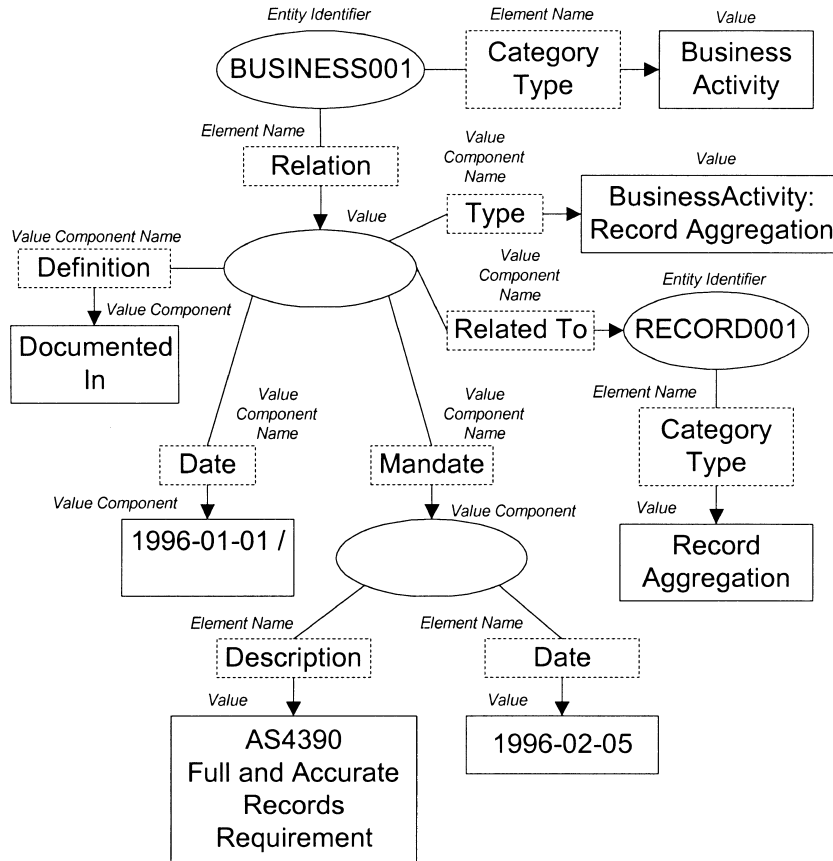 Entity Identifier
Element Name
Value
BUSINESS001
Category
Type
Business
Activity
Element Name
Relation
Value
Component
Name
Type
Value
BusinessActivity:
Record Aggregation
Value
Value Component Name
Definition
Value Component
Documented
In
Value
Component
Name
Related To
Entity Identifier
RECORD001
Element Name
Category
Type
Value
Record
Aggregation
Value
Component
Name
Date
Value Component
1996-01-01 /
Value
Component
Name
Mandate
Value Component
Element Name
Description
Value
AS4390
Full and Accurate
Records
Requirement
Element Name
Date
Value
1996-02-05